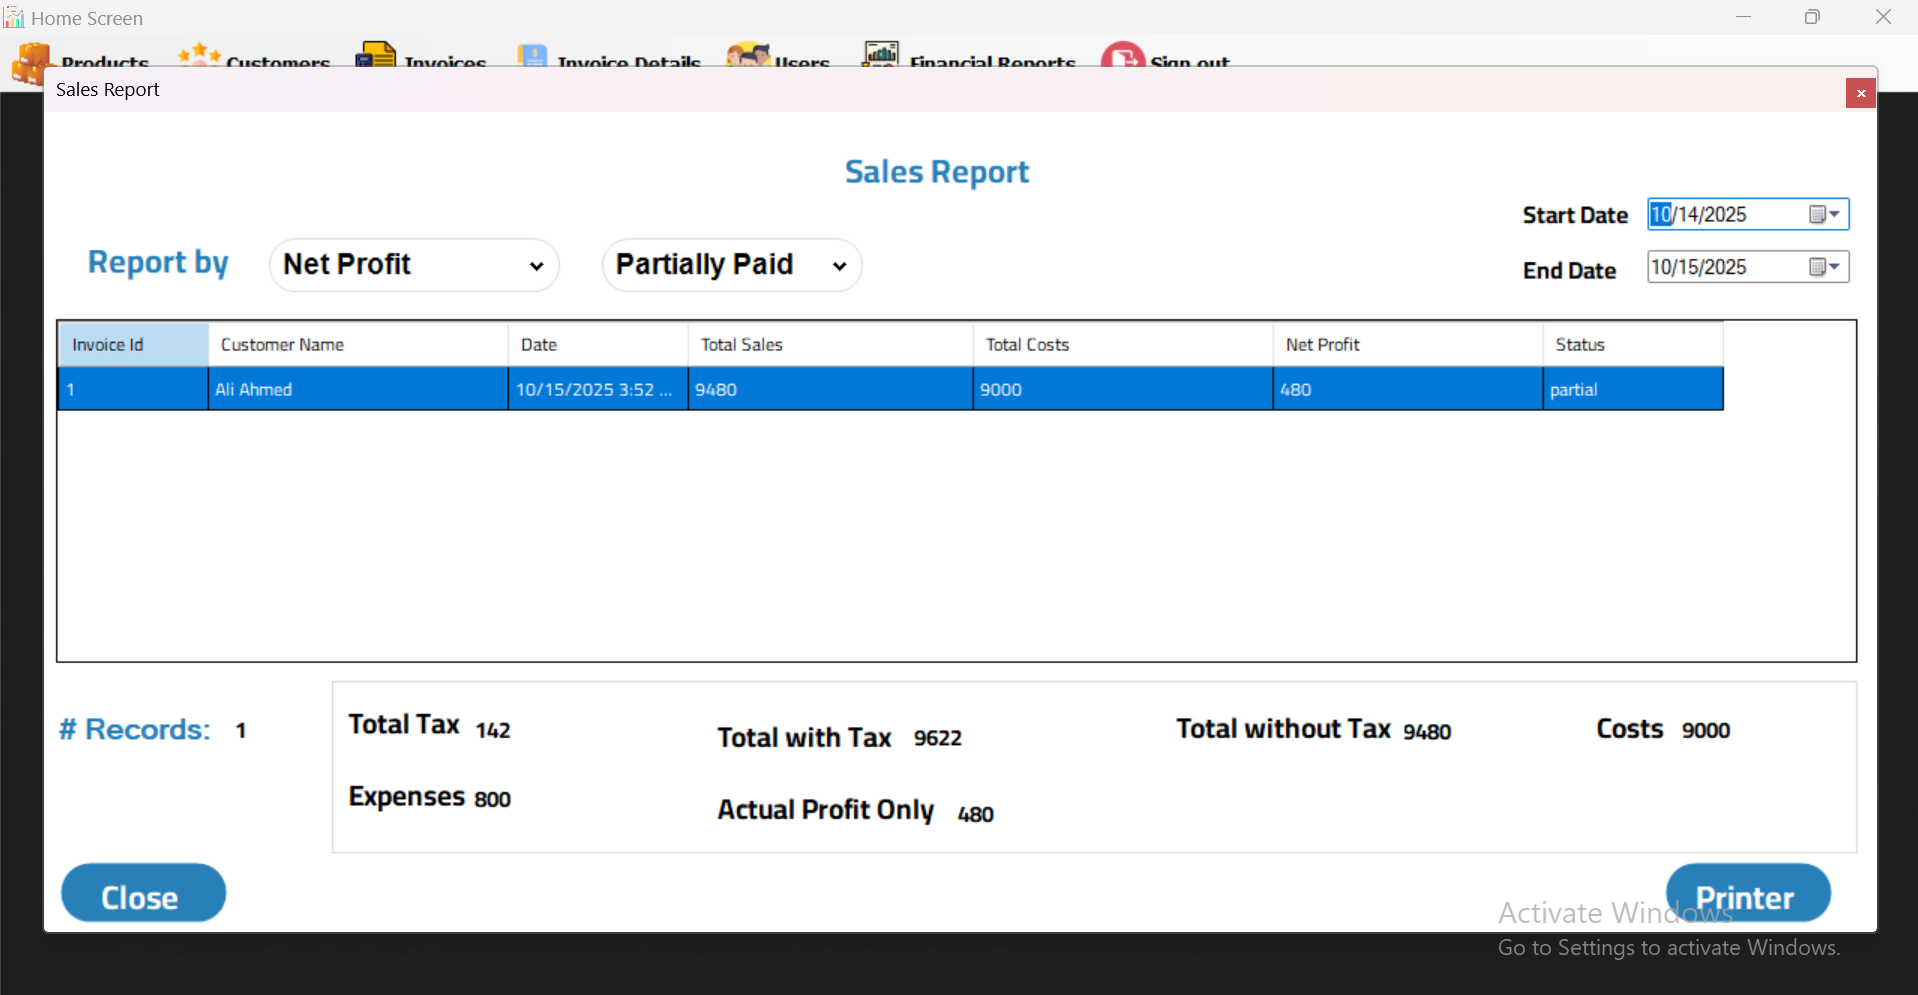 Home Screen
Products Customers Invoices Invoice Details Users Financial Reports Sign out
Sales Report
x
Sales Report
Start Date 10/14/2025
Report by Net Profit Partially Paid
End Date 10/15/2025
Invoice Id Customer Name Date Total Sales Total Costs Net Profit Status
1 Ali Ahmed 10/15/2025 3:52 ... 9480 9000 480 partial
# Records: 1
Total Tax 142 Total with Tax 9622 Total without Tax 9480 Costs 9000
Expenses 800 Actual Profit Only 480
Close Printer
Activate Windows
Go to Settings to activate Windows.